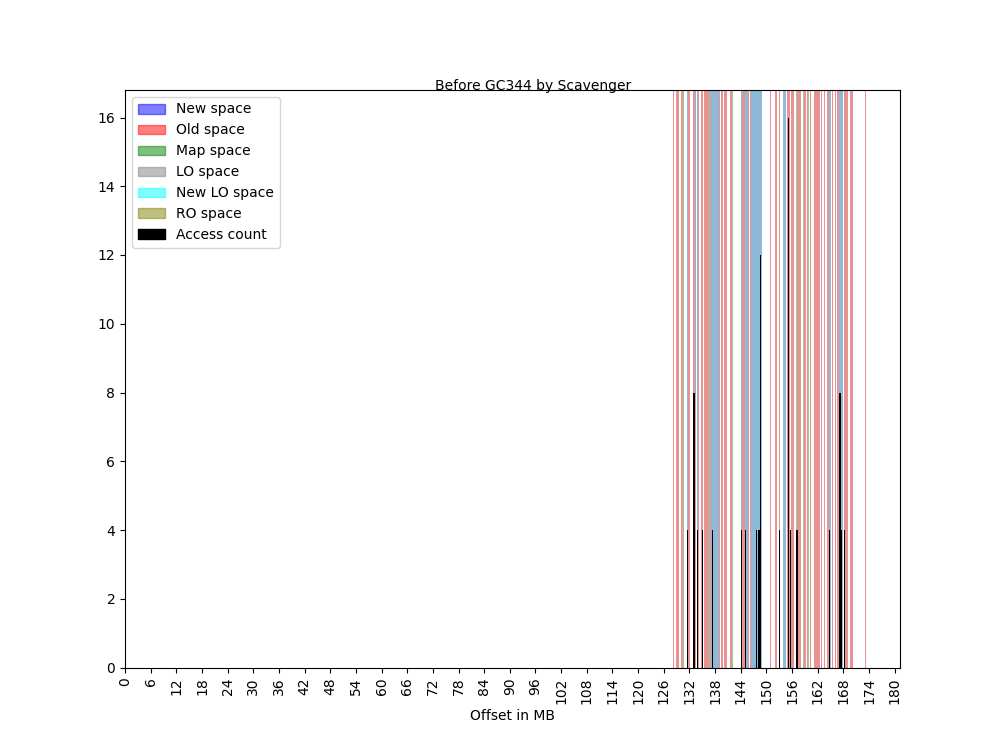 Before GC344 by Scavenger
New space
Old space
Map space
LO space
New LO space
RO space
Access count
16
14
12
10
8
6
4
2
0
0 6 12 18 24 30 36 42 48 54 60 66 72 78 84 90 96 102 108 114 120 126 132 138 144 150 156 162 168 174 180
Offset in MB